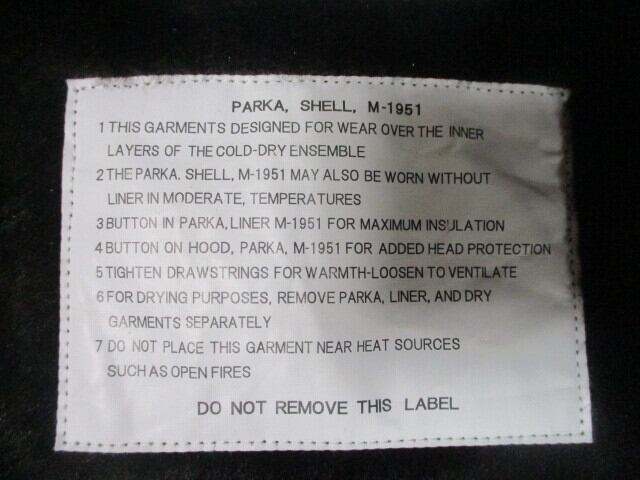 PARKA, SHELL, M-1951
1 THIS GARMENTS DESIGNED FOR WEAR OVER THE INNER
LAYERS OF THE COLD-DRY ENSEMBLE
2 THE PARKA. SHELL, M-1951 MAY ALSO BE WORN WITHOUT
LINER IN MODERATE, TEMPERATURES
3 BUTTON IN PARKA, LINER M-1951 FOR MAXIMUM INSULATION
4 BUTTON ON HOOD, PARKA, M-1951 FOR ADDED HEAD PROTECTION
5 TIGHTEN DRAWSTRINGS FOR WARMTH-LOOSEN TO VENTILATE
6 FOR DRYING PURPOSES, REMOVE PARKA, LINER, AND DRY
GARMENTS SEPARATELY
7 DO NOT PLACE THIS GARMENT NEAR HEAT SOURCES
SUCH AS OPEN FIRES
DO NOT REMOVE THIS LABEL